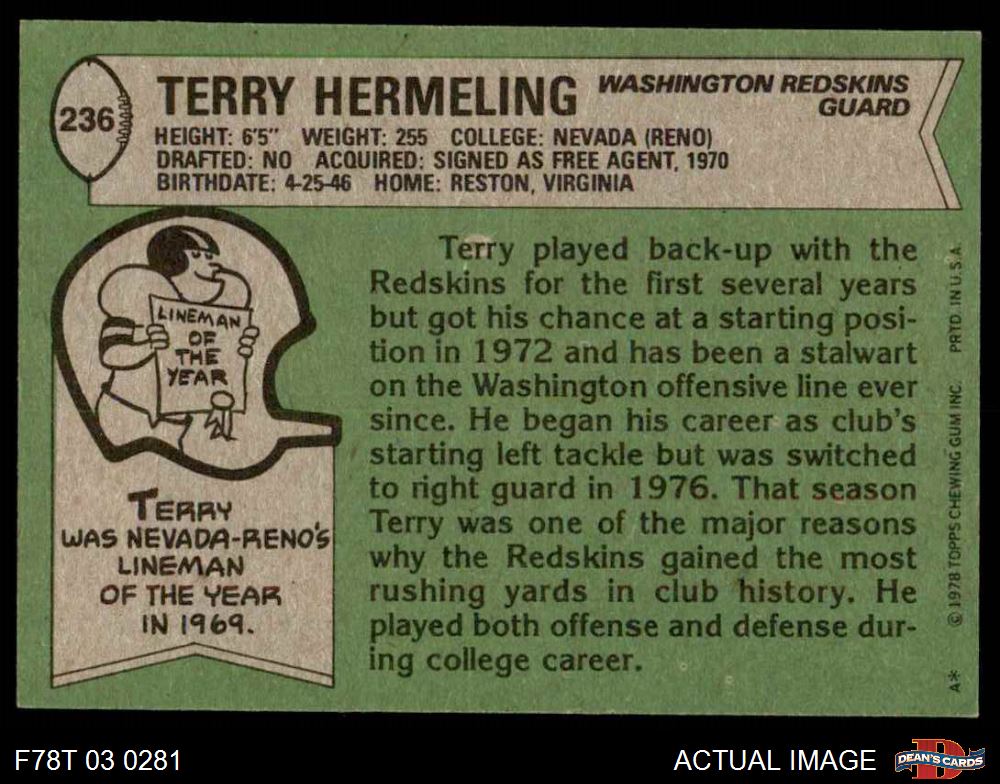 236
TERRY HERMELING
WASHINGTON REDSKINS
GUARD
HEIGHT: 6'5" WEIGHT: 255 COLLEGE: NEVADA (RENO)
DRAFTED: NO ACQUIRED: SIGNED AS FREE AGENT, 1970
BIRTHDATE: 4-25-46 HOME: RESTON, VIRGINIA
LINEMAN
OF
THE
YEAR
TERRY
WAS NEVADA-RENO'S
LINEMAN
OF THE YEAR
IN 1969.
Terry played back-up with the
Redskins for the first several years
but got his chance at a starting posi-
tion in 1972 and has been a stalwart
on the Washington offensive line ever
since. He began his career as club's
starting left tackle but was switched
to right guard in 1976. That season
Terry was one of the major reasons
why the Redskins gained the most
rushing yards in club history. He
played both offense and defense dur-
ing college career.
A* © 1978 TOPPS CHEWING GUM INC. PRTD. IN U.S.A.
F78T 03 0281
ACTUAL IMAGE
D
DEAN'S CARDS